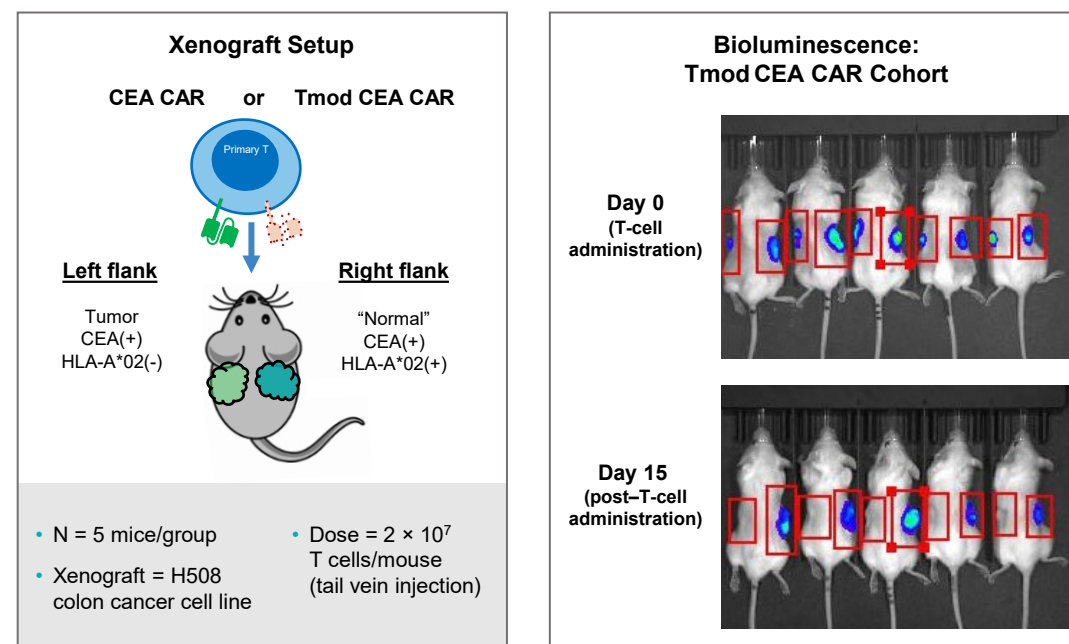 Xenograft Setup
CEA CAR or Tmod CEA CAR
Primary T
Left flank
Tumor
CEA(+)
HLA-A*02(-)
Right flank
“Normal”
CEA(+)
HLA-A*02(+)
• N = 5 mice/group
• Xenograft = H508
colon cancer cell line
• Dose = 2 × 10⁷
T cells/mouse
(tail vein injection)
Bioluminescence:
Tmod CEA CAR Cohort
Day 0
(T-cell
administration)
Day 15
(post–T-cell
administration)